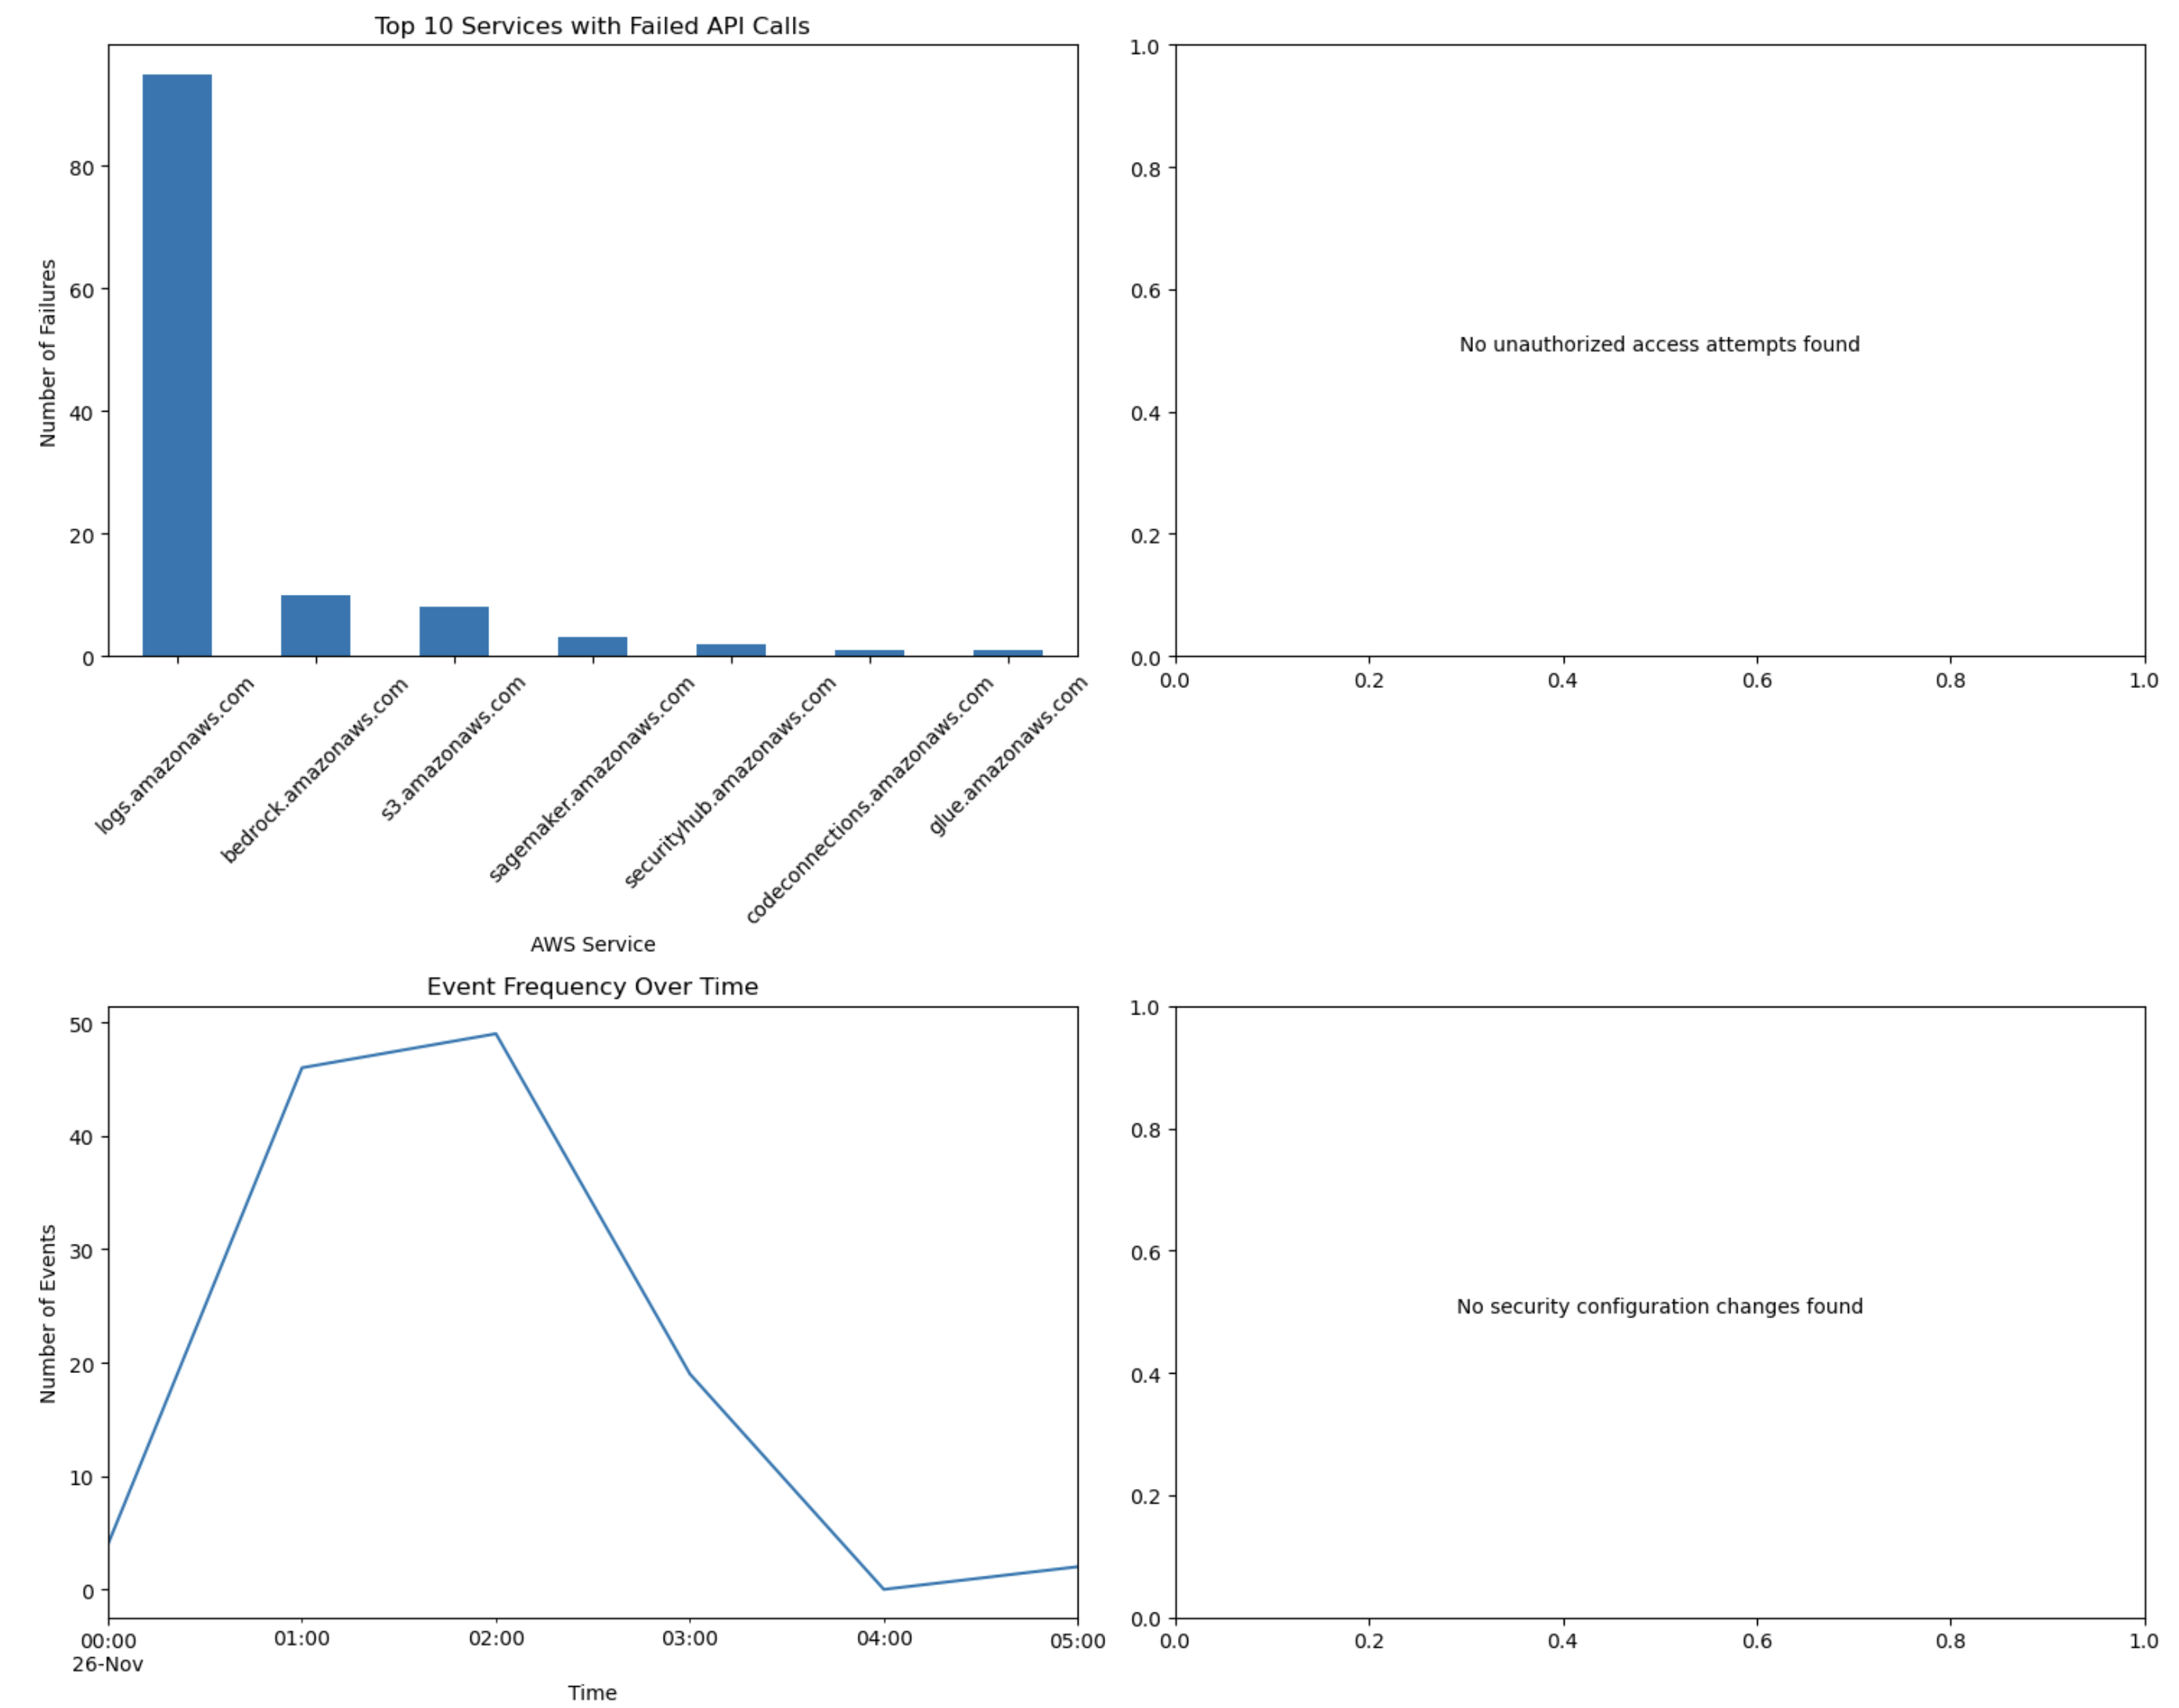 Top 10 Services with Failed API Calls
Number of Failures
80
60
40
20
0
logs.amazonaws.com
bedrock.amazonaws.com
s3.amazonaws.com
sagemaker.amazonaws.com
securityhub.amazonaws.com
codeconnections.amazonaws.com
glue.amazonaws.com
AWS Service
1.0
0.8
0.6
0.4
0.2
0.0
No unauthorized access attempts found
0.0 0.2 0.4 0.6 0.8 1.0
Event Frequency Over Time
Number of Events
50
40
30
20
10
0
00:00 01:00 02:00 03:00 04:00 05:00
26-Nov
Time
1.0
0.8
0.6
0.4
0.2
0.0
No security configuration changes found
0.0 0.2 0.4 0.6 0.8 1.0